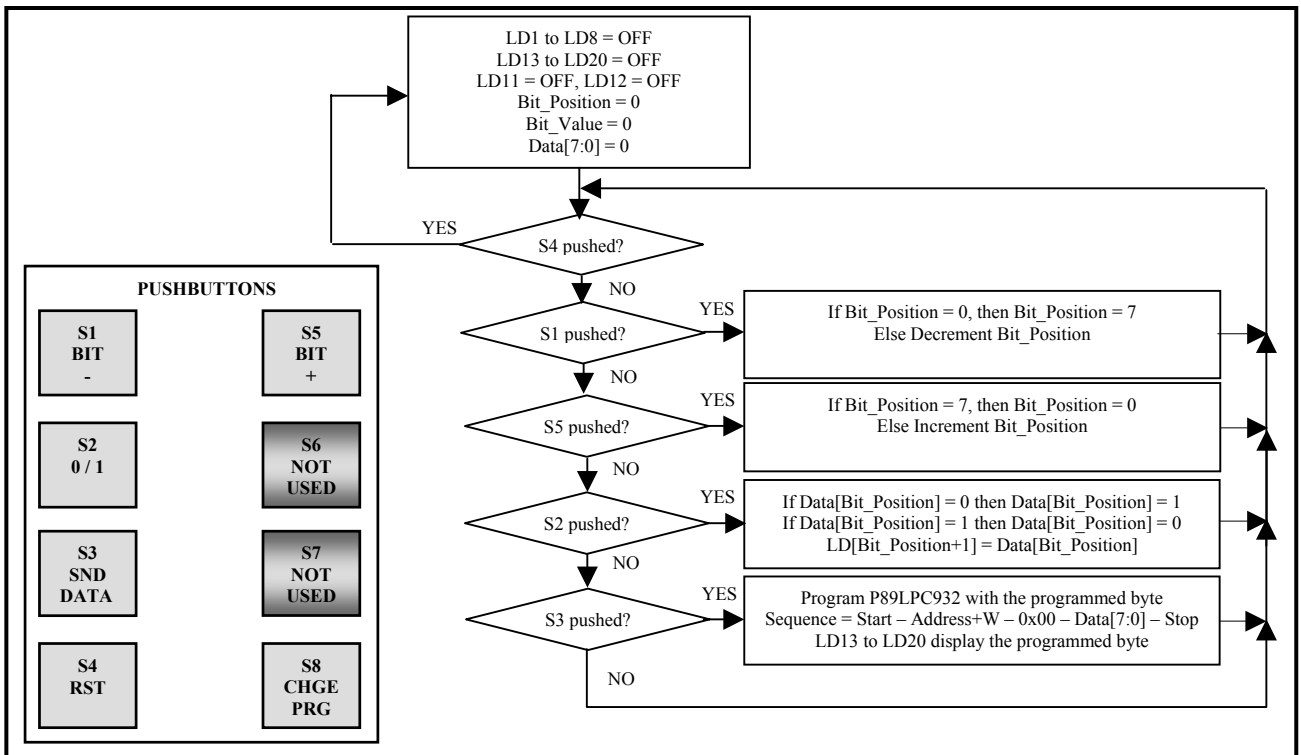 LD1 to LD8 = OFF
LD13 to LD20 = OFF
LD11 = OFF, LD12 = OFF
Bit_Position = 0
Bit_Value = 0
Data[7:0] = 0
YES
S4 pushed?
NO
S1 pushed?
YES
If Bit_Position = 0, then Bit_Position = 7
Else Decrement Bit_Position
NO
S5 pushed?
YES
If Bit_Position = 7, then Bit_Position = 0
Else Increment Bit_Position
NO
S2 pushed?
YES
If Data[Bit_Position] = 0 then Data[Bit_Position] = 1
If Data[Bit_Position] = 1 then Data[Bit_Position] = 0
LD[Bit_Position+1] = Data[Bit_Position]
NO
S3 pushed?
YES
Program P89LPC932 with the programmed byte
Sequence = Start – Address+W – 0x00 – Data[7:0] – Stop
LD13 to LD20 display the programmed byte
NO
PUSHBUTTONS
S1
BIT
-
S5
BIT
+
S2
0 / 1
S6
NOT
USED
S3
SND
DATA
S7
NOT
USED
S4
RST
S8
CHGE
PRG